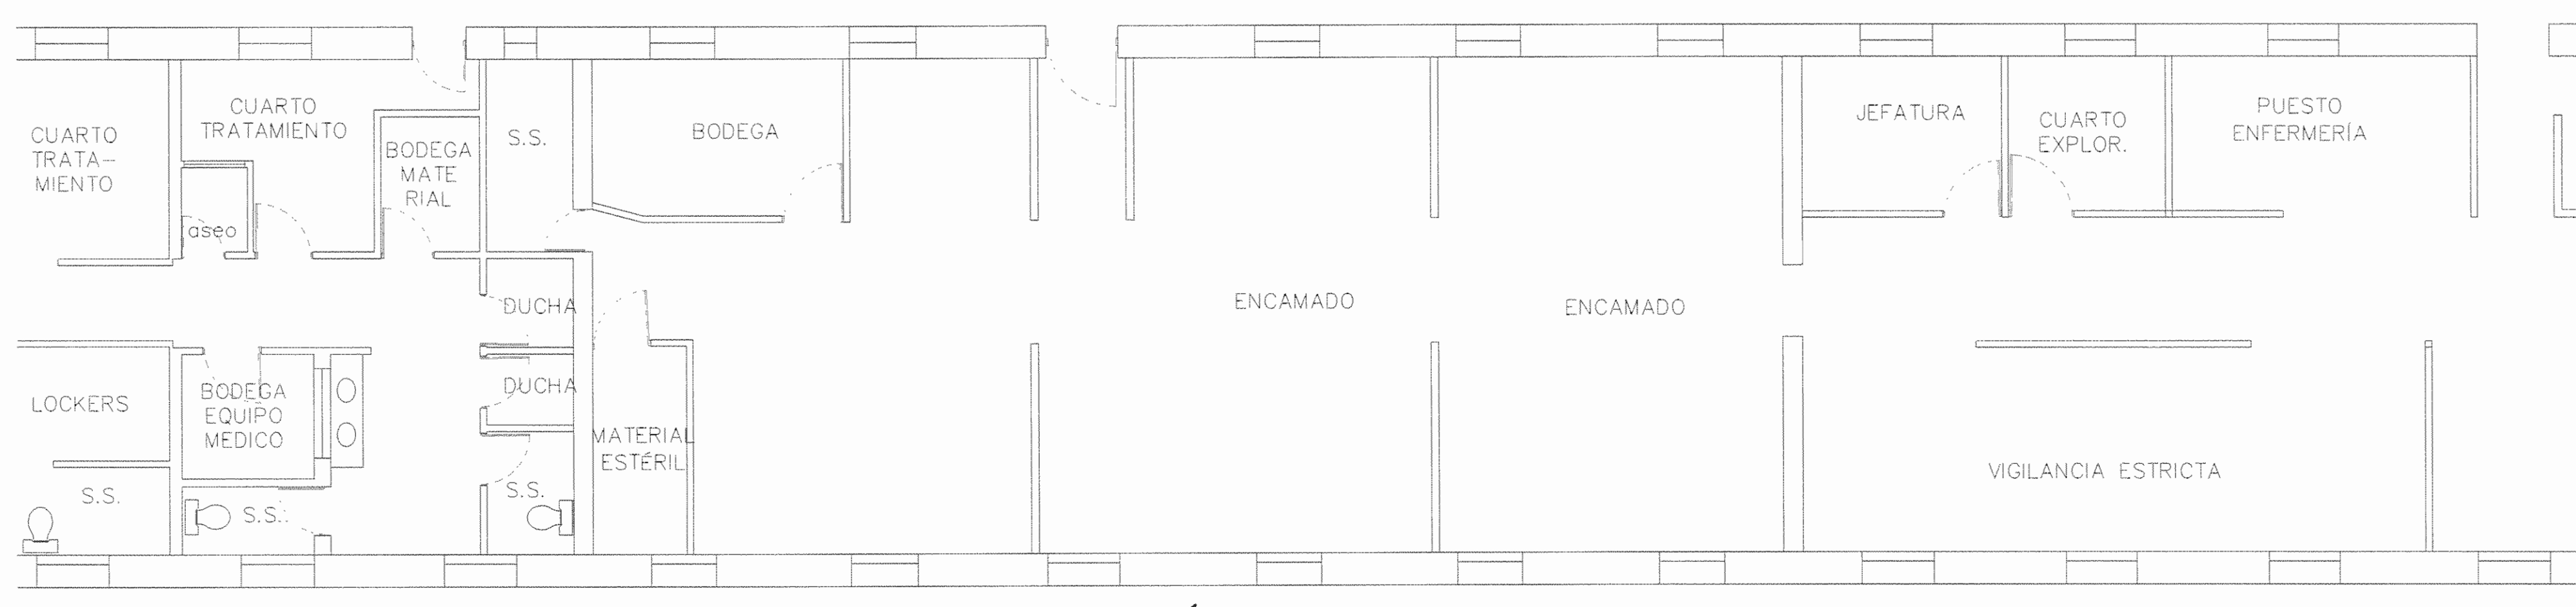 CUARTO
TRATA-
MIENTO
CUARTO
TRATAMIENTO
aseo
BODEGA
MATE
RIAL
S.S.
BODEGA
JEFATURA
CUARTO
EXPLOR.
PUESTO
ENFERMERÍA
DUCHA
DUCHA
ENCAMADO
ENCAMADO
LOCKERS
BODEGA
EQUIPO
MEDICO
MATERIAL
ESTÉRIL
VIGILANCIA ESTRICTA
S.S.
S.S.
S.S.